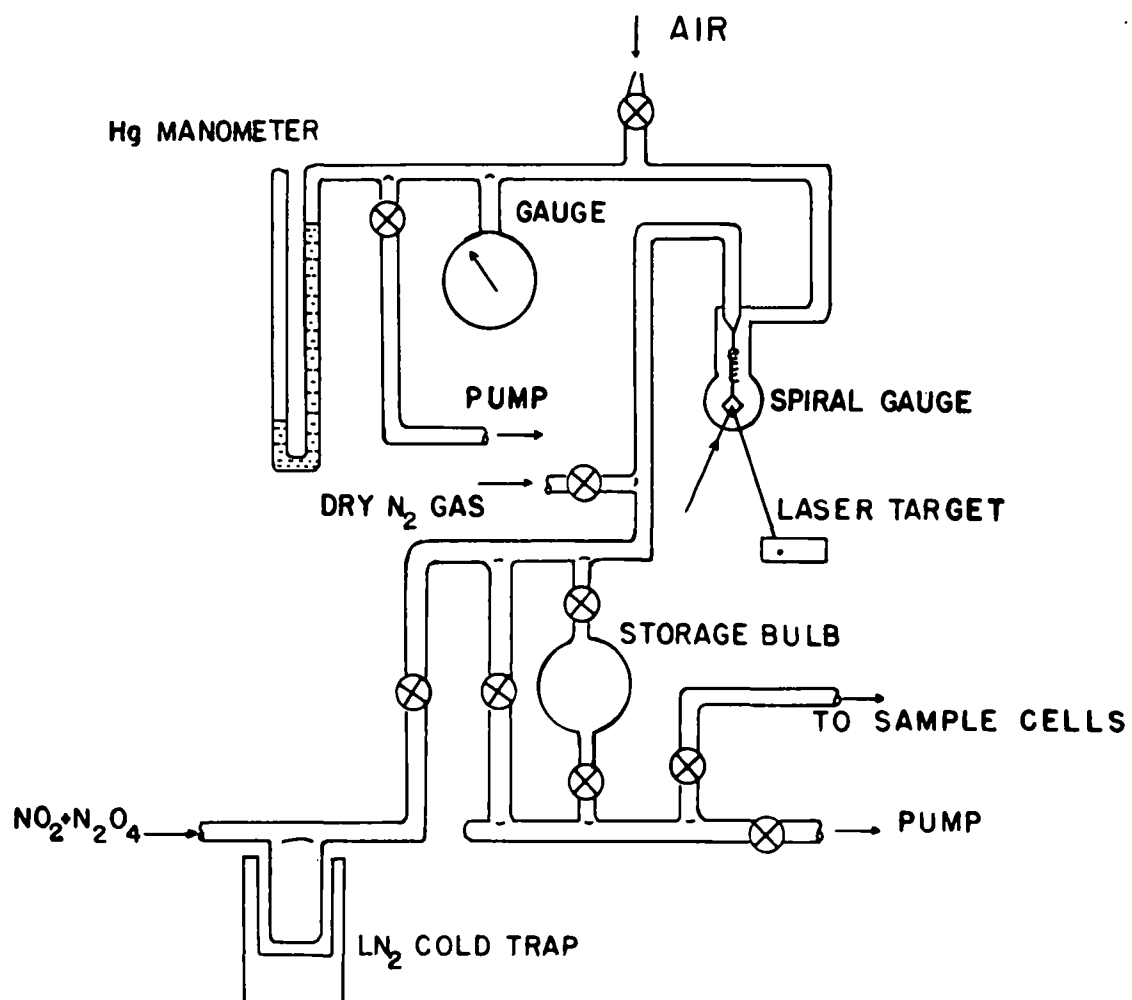 AIR
Hg MANOMETER
GAUGE
PUMP
SPIRAL GAUGE
DRY N₂ GAS
LASER TARGET
STORAGE BULB
TO SAMPLE CELLS
NO₂+N₂O₄
PUMP
LN₂ COLD TRAP